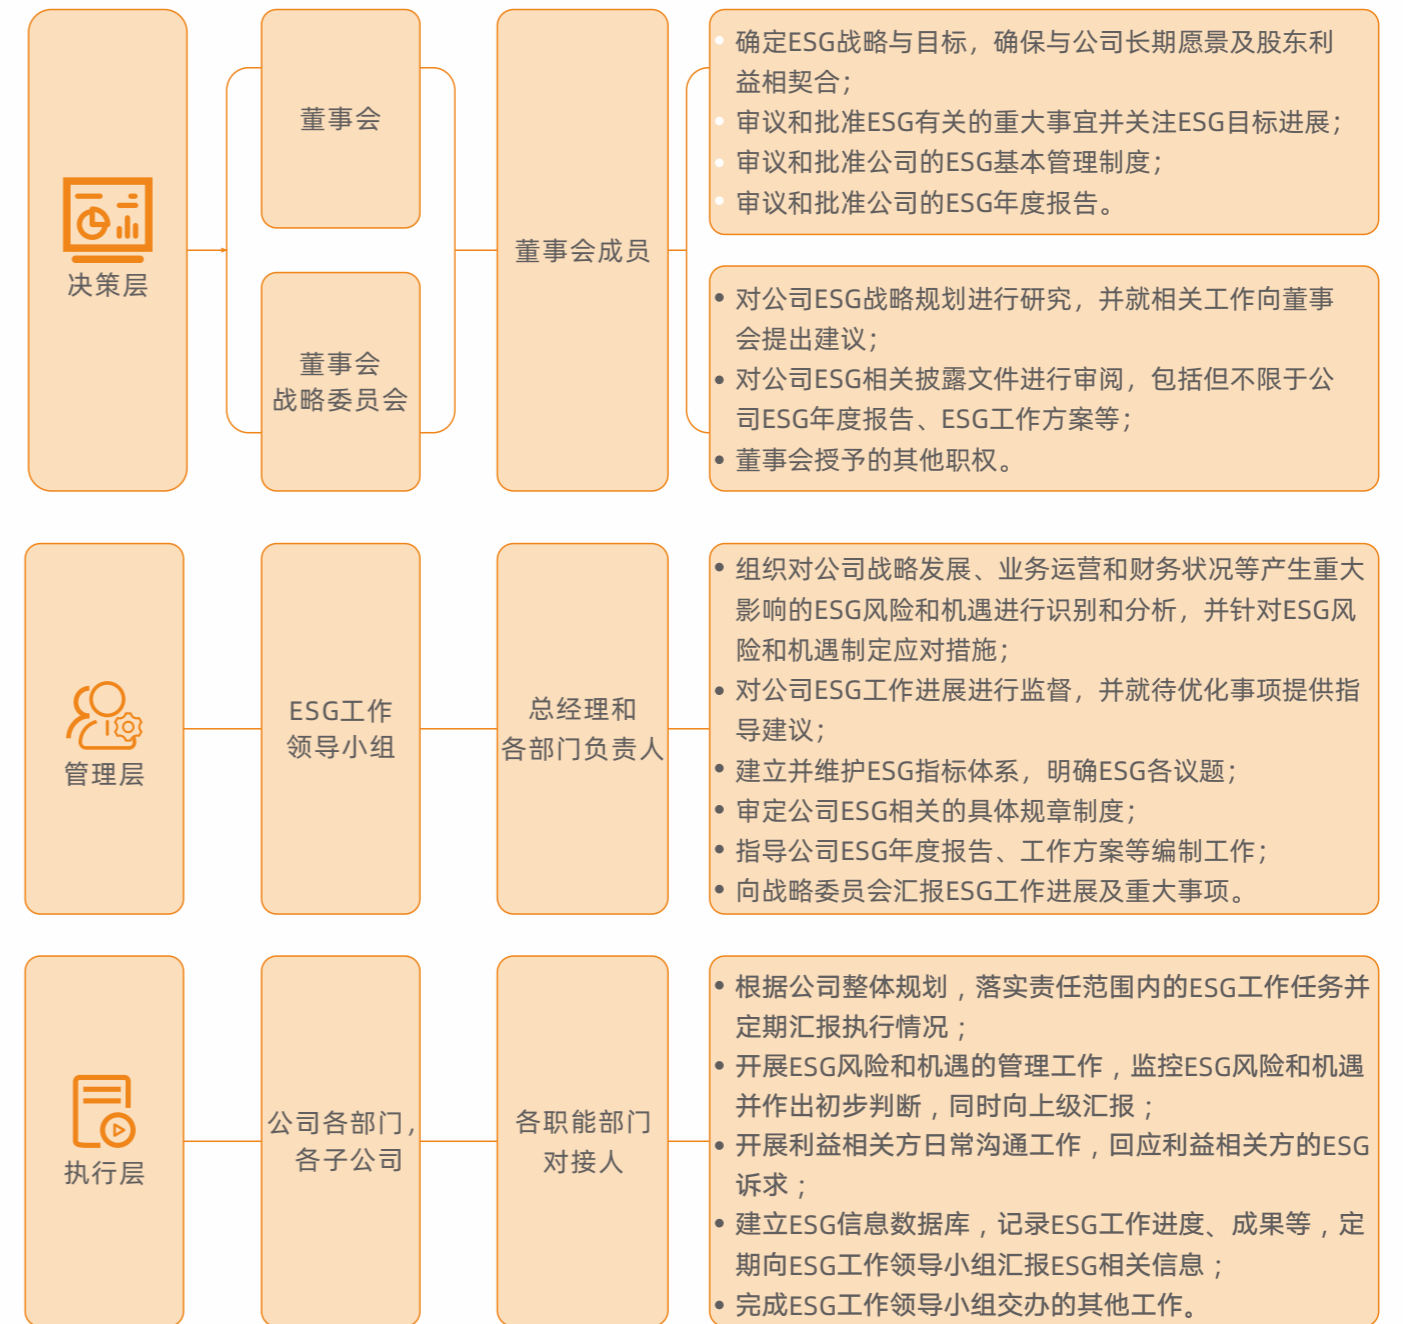 决策层
董事会
董事会
战略委员会
董事会成员
确定ESG战略与目标，确保与公司长期愿景及股东利
益相契合；
审议和批准ESG有关的重大事宜并关注ESG目标进展；
审议和批准公司的ESG基本管理制度；
审议和批准公司的ESG年度报告。
• 对公司ESG战略规划进行研究，并就相关工作向董事
会提出建议；
• 对公司ESG相关披露文件进行审阅，包括但不限于公
司ESG年度报告、ESG工作方案等；
• 董事会授予的其他职权。
管理层
ESG工作
领导小组
总经理和
各部门负责人
• 组织对公司战略发展、业务运营和财务状况等产生重大
影响的ESG风险和机遇进行识别和分析，并针对ESG风
险和机遇制定应对措施；
• 对公司ESG工作进展进行监督，并就待优化事项提供指
导建议；
• 建立并维护ESG指标体系，明确ESG各议题；
• 审定公司ESG相关的具体规章制度；
• 指导公司ESG年度报告、工作方案等编制工作；
• 向战略委员会汇报ESG工作进展及重大事项。
执行层
公司各部门，
各子公司
各职能部门
对接人
• 根据公司整体规划，落实责任范围内的ESG工作任务并
定期汇报执行情况；
• 开展ESG风险和机遇的管理工作，监控ESG风险和机遇
并作出初步判断，同时向上级汇报；
• 开展利益相关方日常沟通工作，回应利益相关方的ESG
诉求；
• 建立ESG信息数据库，记录ESG工作进度、成果等，定
期向ESG工作领导小组汇报ESG相关信息；
• 完成ESG工作领导小组交办的其他工作。